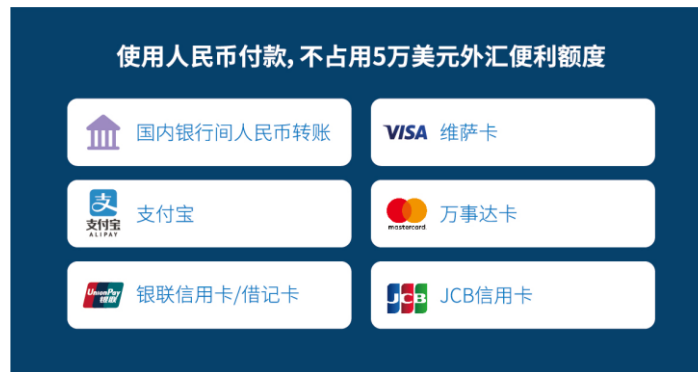 使用人民币付款, 不占用5万美元外汇便利额度
国内银行间人民币转账
VISA 维萨卡
支付宝
ALIPAY
支付宝
mastercard
万事达卡
UnionPay
银联
银联信用卡/借记卡
JCB JCB信用卡